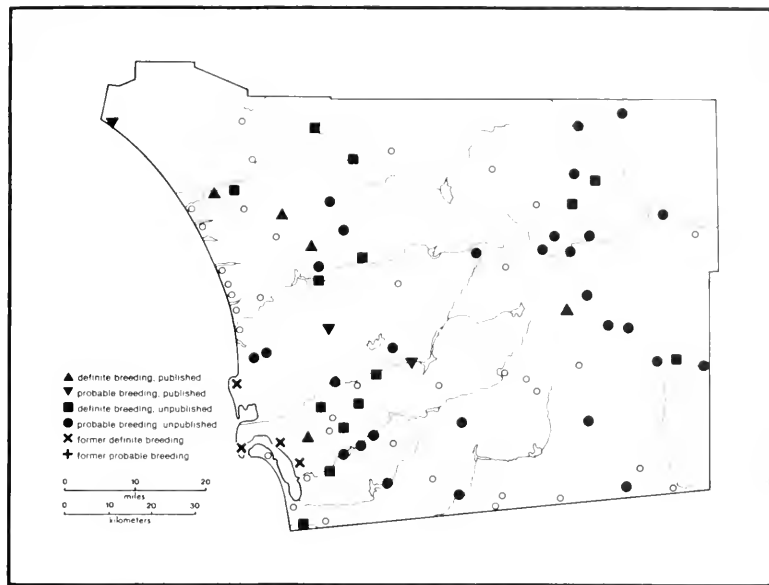 definite breeding, published
probable breeding, published
definite breeding, unpublished
probable breeding, unpublished
former definite breeding
former probable breeding
0 10 20
miles
0 10 20 30
kilometers